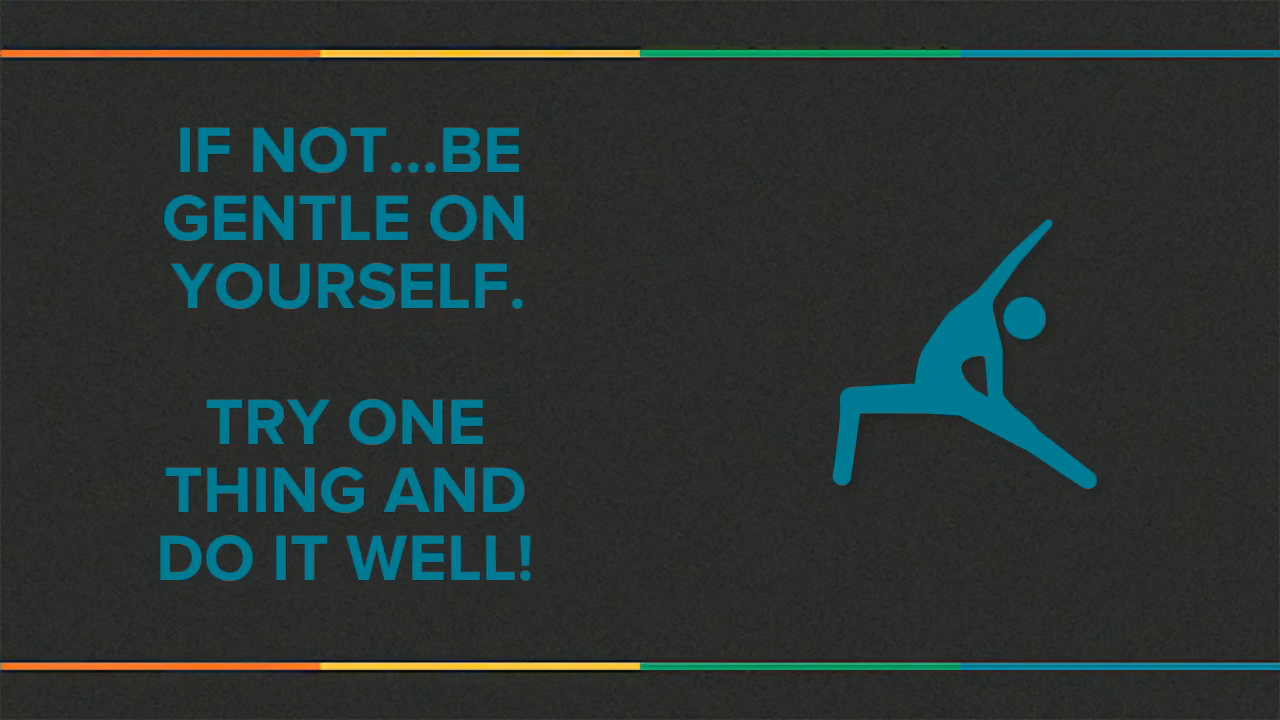 IF NOT...BE
GENTLE ON
YOURSELF.
TRY ONE
THING AND
DO IT WELL!